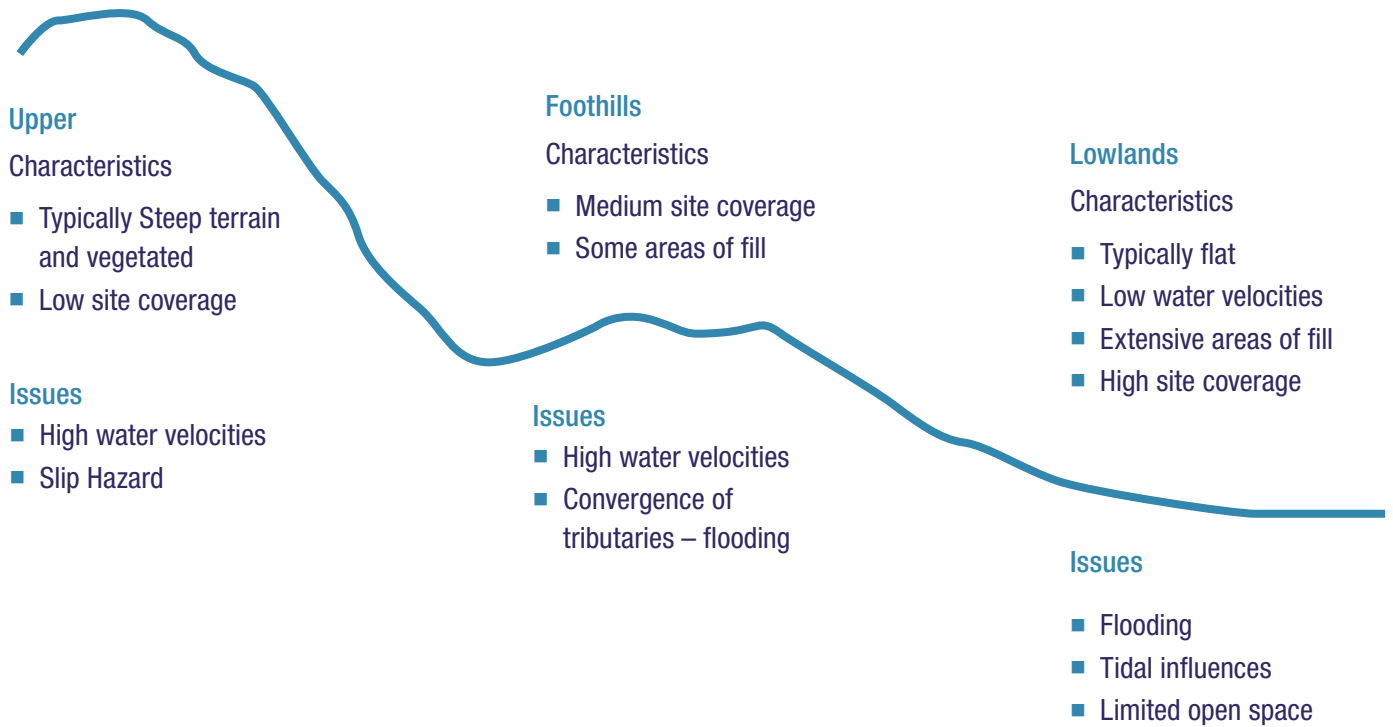 Upper
Characteristics
■ Typically Steep terrain
and vegetated
■ Low site coverage
Issues
■ High water velocities
■ Slip Hazard
Foothills
Characteristics
■ Medium site coverage
■ Some areas of fill
Issues
■ High water velocities
■ Convergence of
tributaries – flooding
Lowlands
Characteristics
■ Typically flat
■ Low water velocities
■ Extensive areas of fill
■ High site coverage
Issues
■ Flooding
■ Tidal influences
■ Limited open space